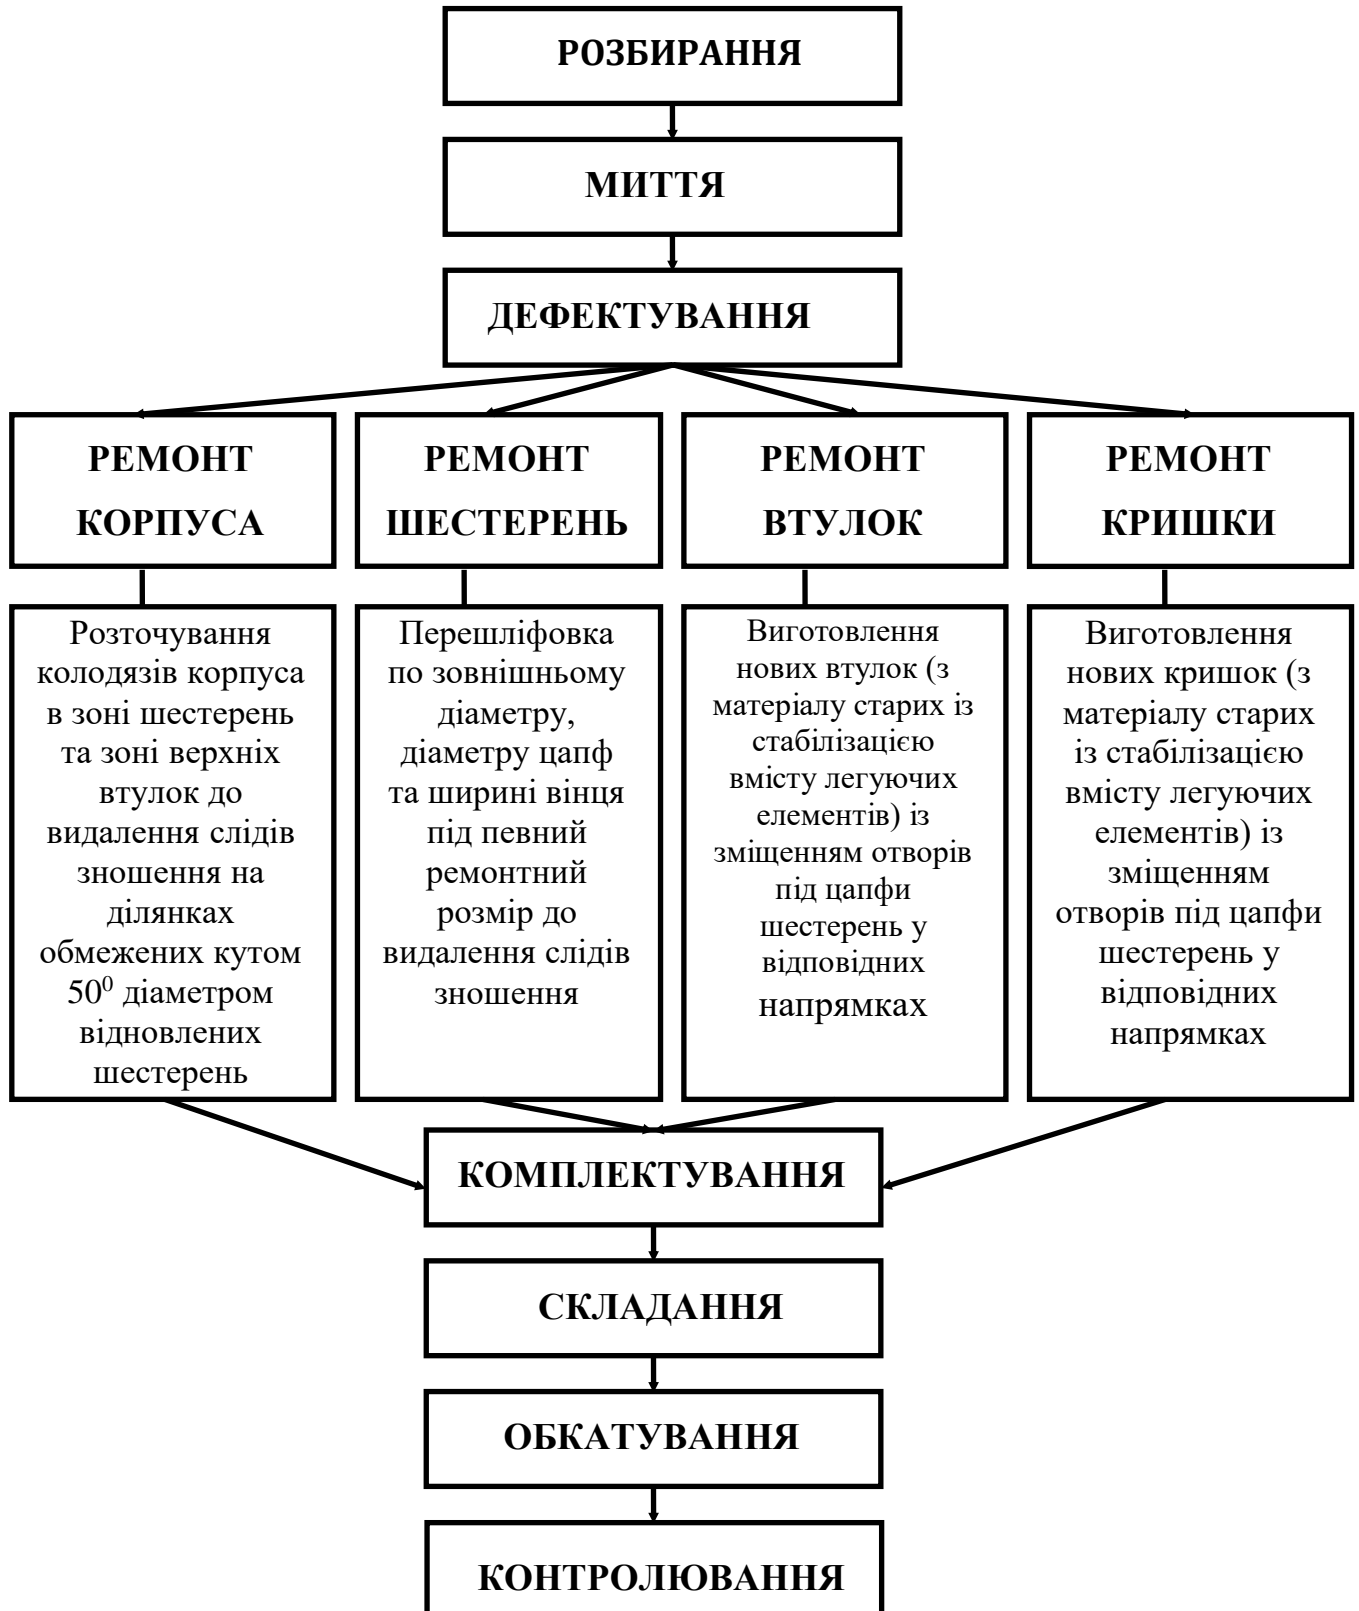 РОЗБИРАННЯ
МИТТЯ
ДЕФЕКТУВАННЯ
РЕМОНТ
КОРПУСА
РЕМОНТ
ШЕСТЕРЕНЬ
РЕМОНТ
ВТУЛОК
РЕМОНТ
КРИШКИ
Розточування
колодязів корпуса
в зоні шестерень
та зоні верхніх
втулок до
видалення слідів
зношення на
ділянках
обмежених кутом
50⁰ діаметром
відновлених
шестерень
Перешліфовка
по зовнішньому
діаметру,
діаметру цапф
та ширині вінця
під певний
ремонтний
розмір до
видалення слідів
зношення
Виготовлення
нових втулок (з
матеріалу старих із
стабілізацією
вмісту легуючих
елементів) із
зміщенням отворів
під цапфи
шестерень у
відповідних
напрямках
Виготовлення
нових кришок (з
матеріалу старих
із стабілізацією
вмісту легуючих
елементів) із
зміщенням
отворів під цапфи
шестерень у
відповідних
напрямках
КОМПЛЕКТУВАННЯ
СКЛАДАННЯ
ОБКАТУВАННЯ
КОНТРОЛЮВАННЯ